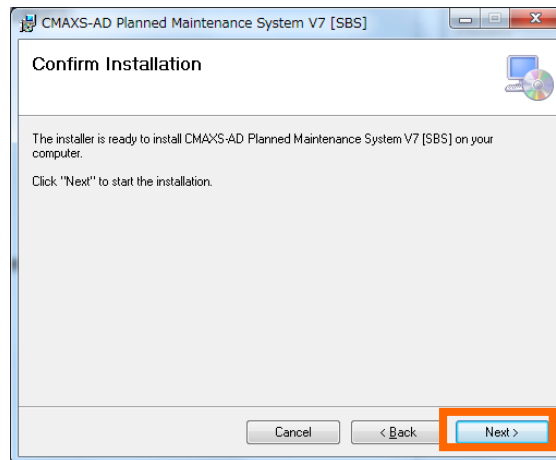 CMAXS-AD Planned Maintenance System V7 [SBS]
Confirm Installation
The installer is ready to install CMAXS-AD Planned Maintenance System V7 [SBS] on your
computer.
Click "Next" to start the installation.
Cancel < Back Next >